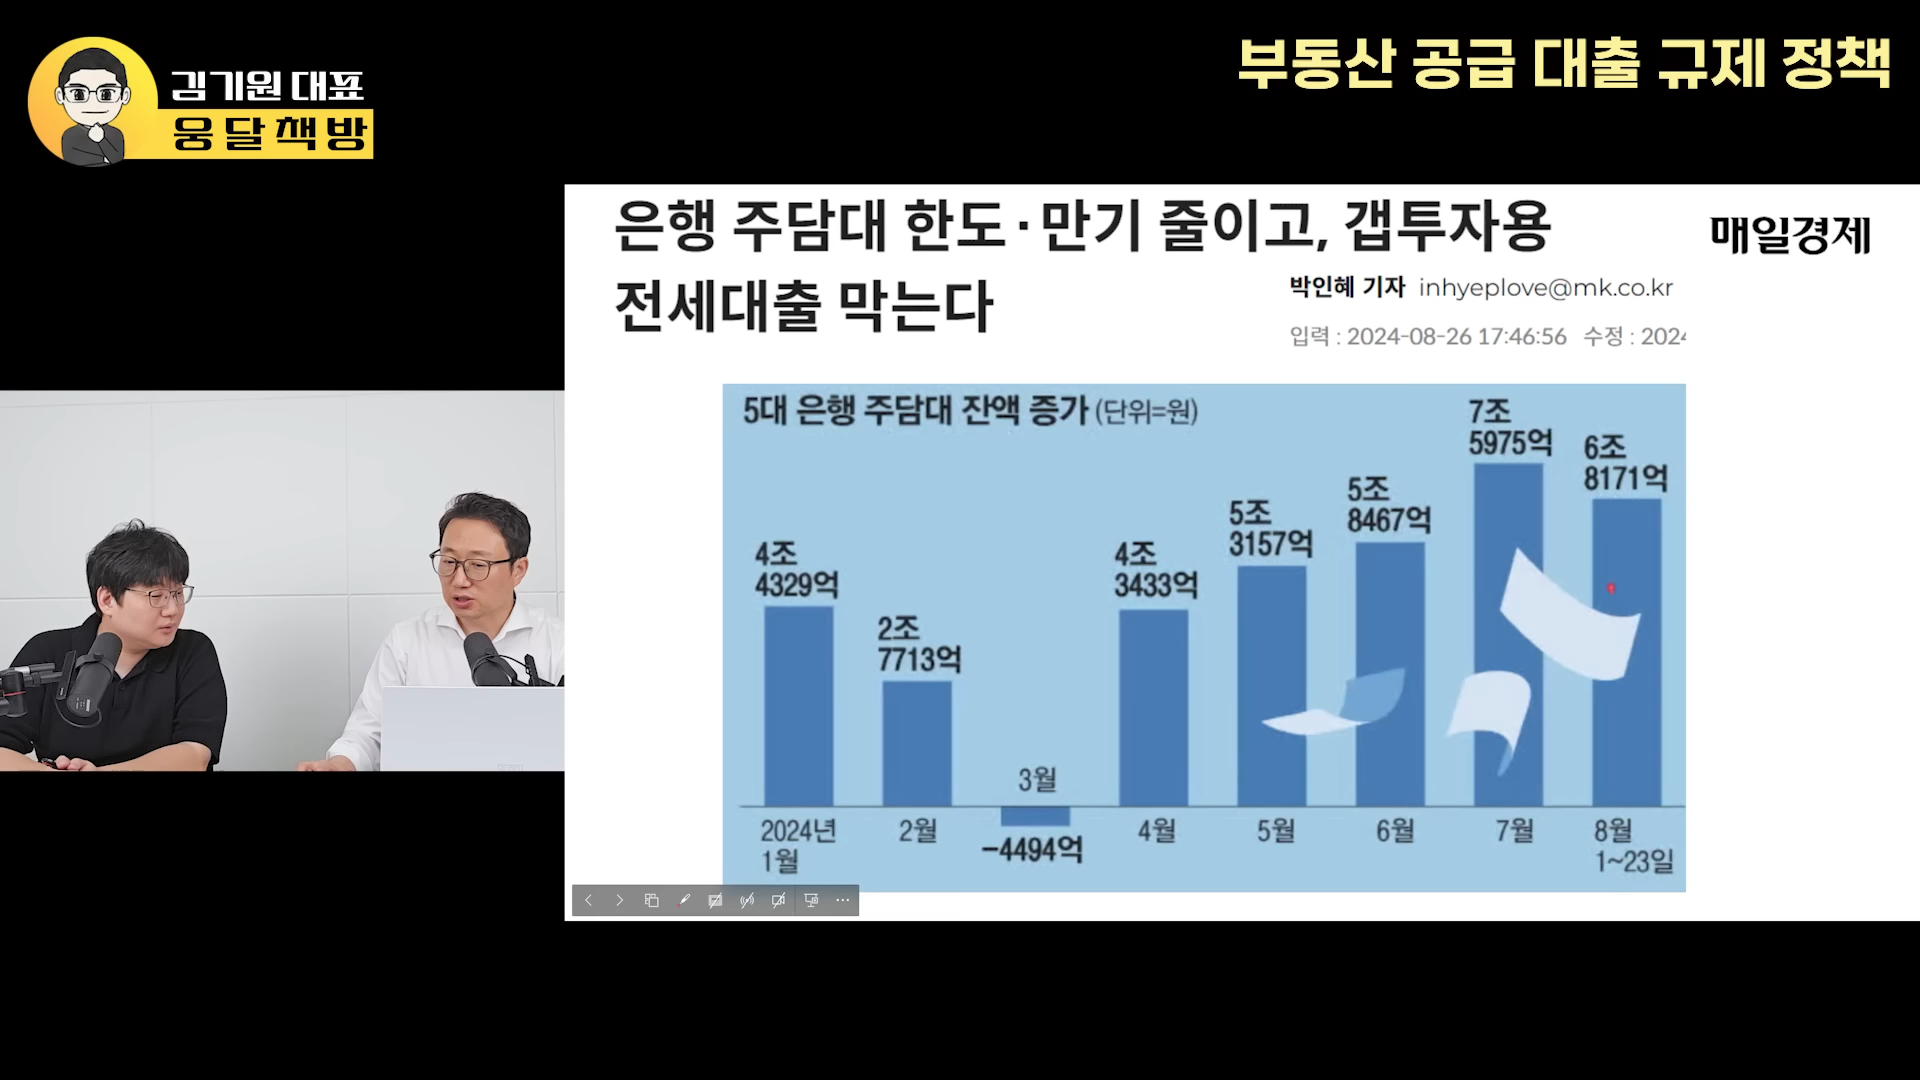 김기원 대표
웅달책방
부동산 공급 대출 규제 정책
은행 주담대 한도·만기 줄이고, 갭투자용
전세대출 막는다
매일경제
박인혜 기자 inhyeplove@mk.co.kr
입력 : 2024-08-26 17:46:56 수정 : 2024
5대 은행 주담대 잔액 증가 (단위=원)
4조
4329억
2조
7713억
3월
-4494억
4조
3433억
5조
3157억
5조
8467억
7조
5975억
6조
8171억
2024년
1월
2월
4월
5월
6월
7월
8월
1~23일